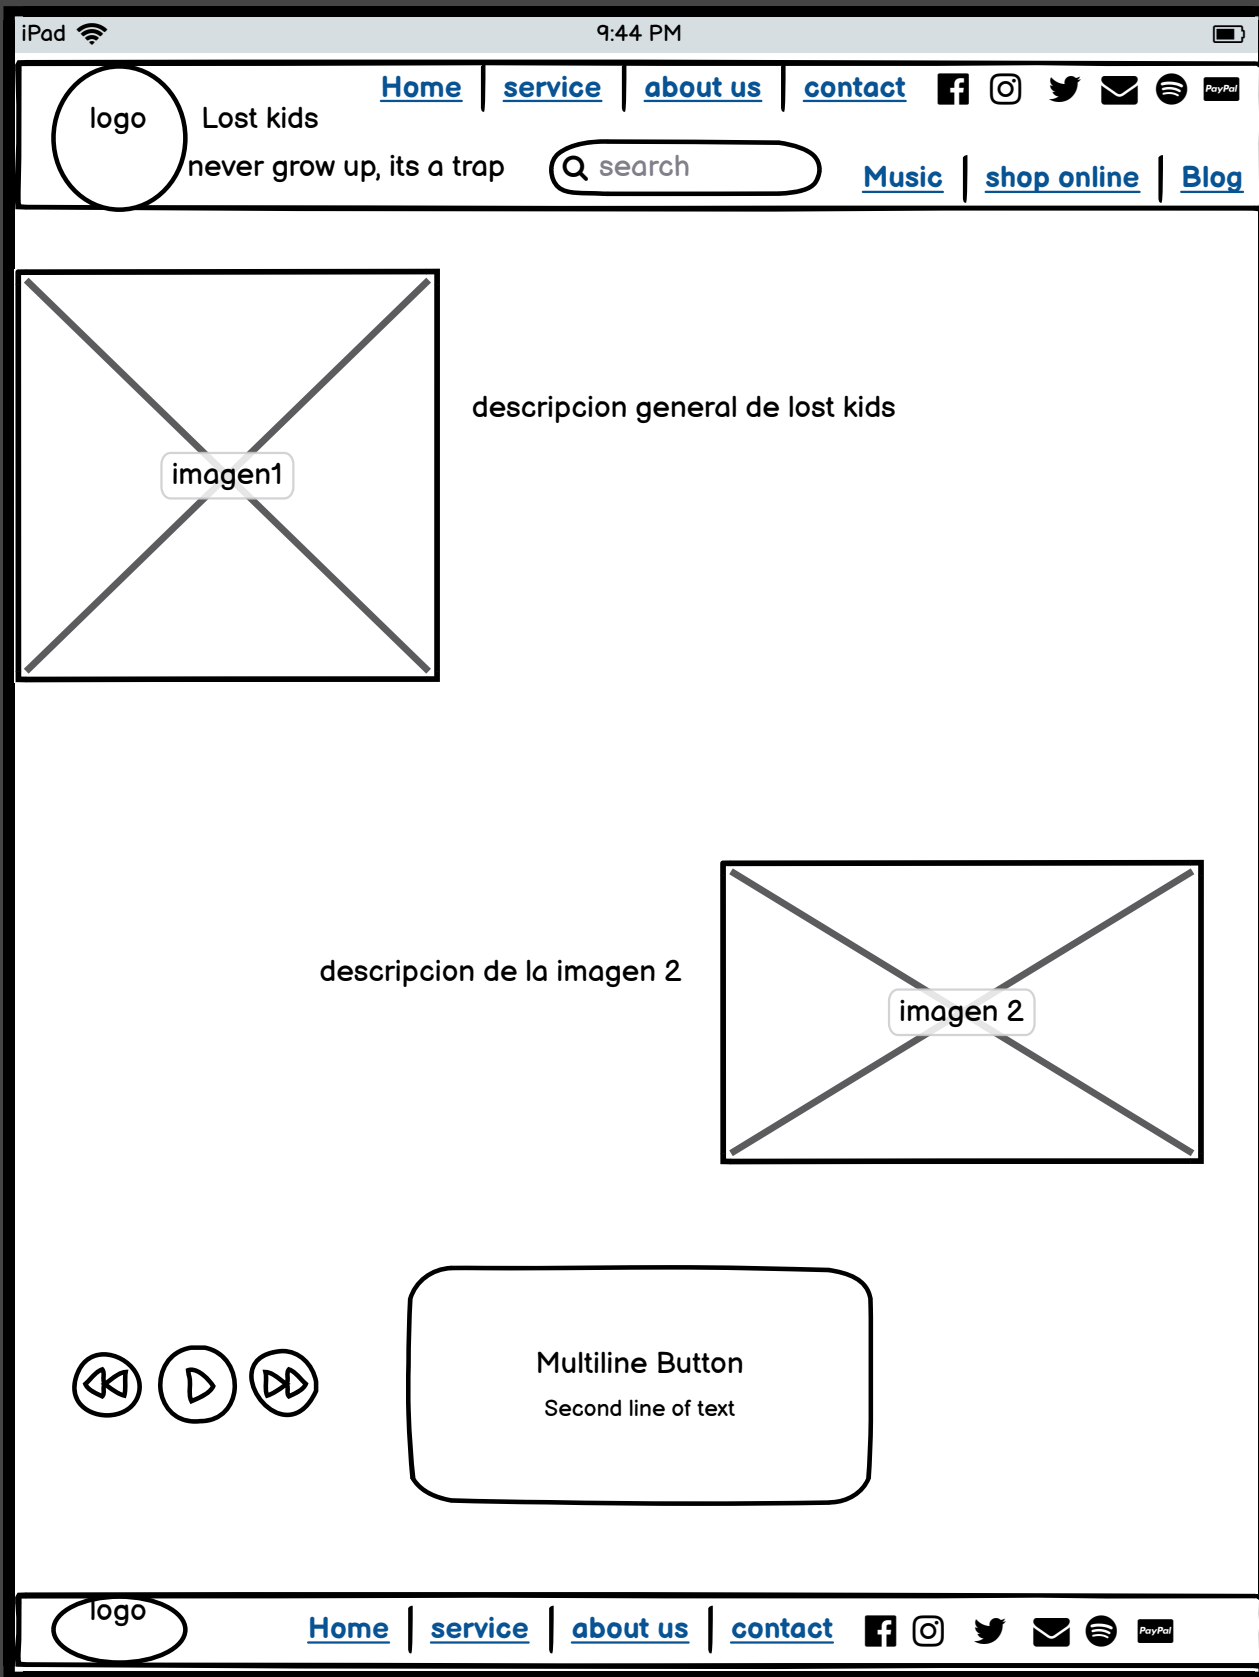 iPad 9:44 PM
Home service about us contact PayPal
logo Lost kids
never grow up, its a trap search Music shop online Blog
descripcion general de lost kids
imagen1
descripcion de la imagen 2
imagen 2
Multiline Button
Second line of text
logo
Home service about us contact PayPal